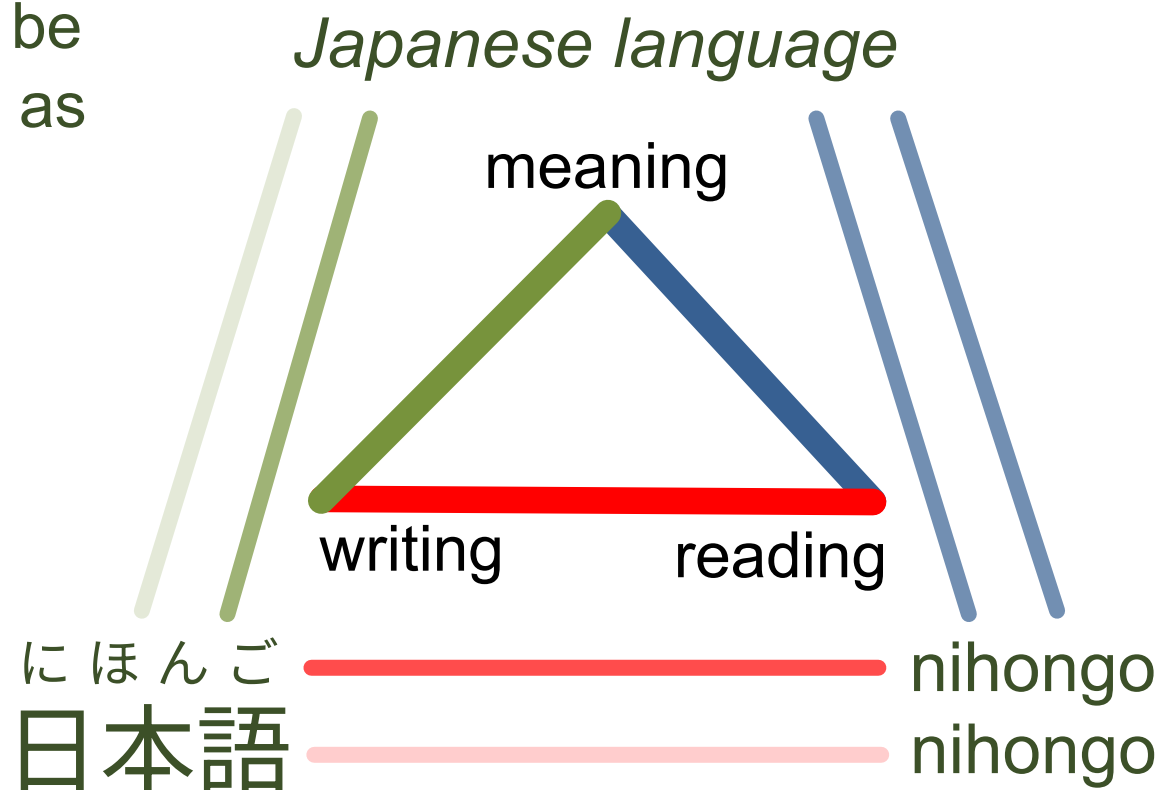 be
as
Japanese language
meaning
writing
reading
にほんご
nihongo
日本語
nihongo